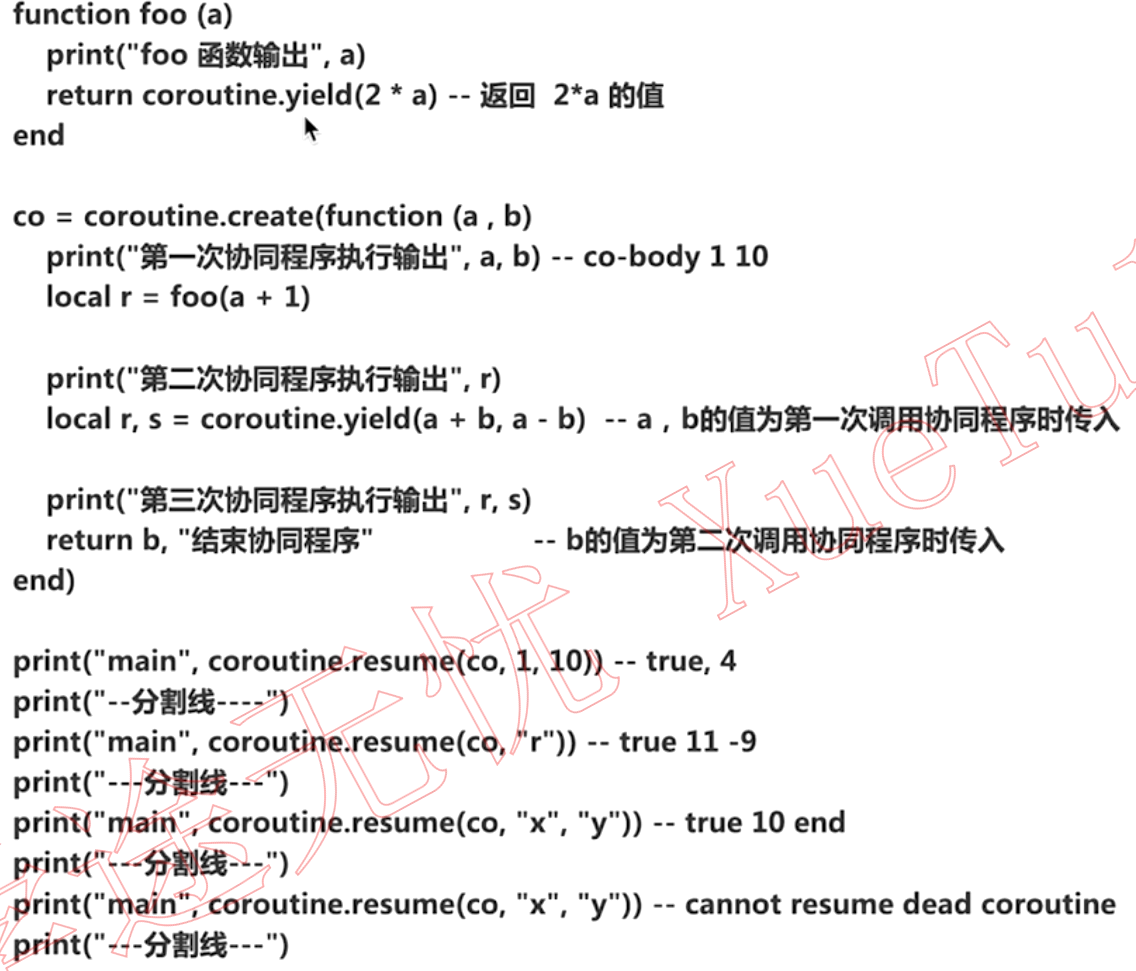 function foo (a)
    print("foo 函数输出", a)
    return coroutine.yield(2 * a) -- 返回  2*a 的值
end

co = coroutine.create(function (a , b)
    print("第一次协同程序执行输出", a, b) -- co-body 1 10
    local r = foo(a + 1)

    print("第二次协同程序执行输出", r)
    local r, s = coroutine.yield(a + b, a - b)  -- a，b的值为第一次调用协同程序时传入

    print("第三次协同程序执行输出", r, s)
    return b, "结束协同程序"                   -- b的值为第二次调用协同程序时传入
end)

print("main", coroutine.resume(co, 1, 10)) -- true, 4
print("--分割线----")
print("main", coroutine.resume(co, "r")) -- true 11 -9
print("---分割线---")
print("main", coroutine.resume(co, "x", "y")) -- true 10 end
print("---分割线---")
print("main", coroutine.resume(co, "x", "y")) -- cannot resume dead coroutine
print("---分割线---")
途无忧 XueTu